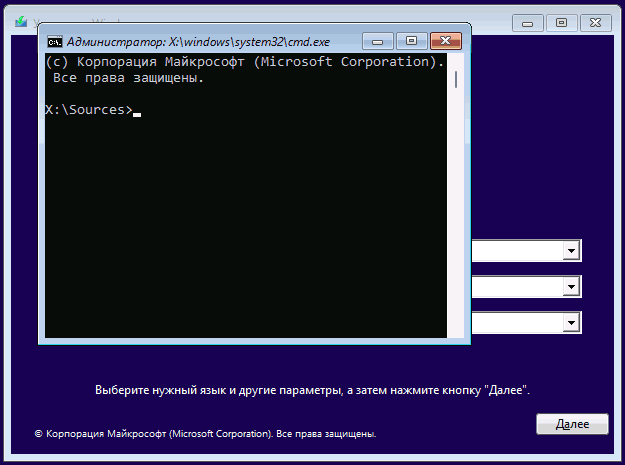 Администратор: X:\windows\system32\cmd.exe
(c) Корпорация Майкрософт (Microsoft Corporation).
Все права защищены.
X:\Sources>
Выберите нужный язык и другие параметры, а затем нажмите кнопку "Далее".
Далее
© Корпорация Майкрософт (Microsoft Corporation). Все права защищены.